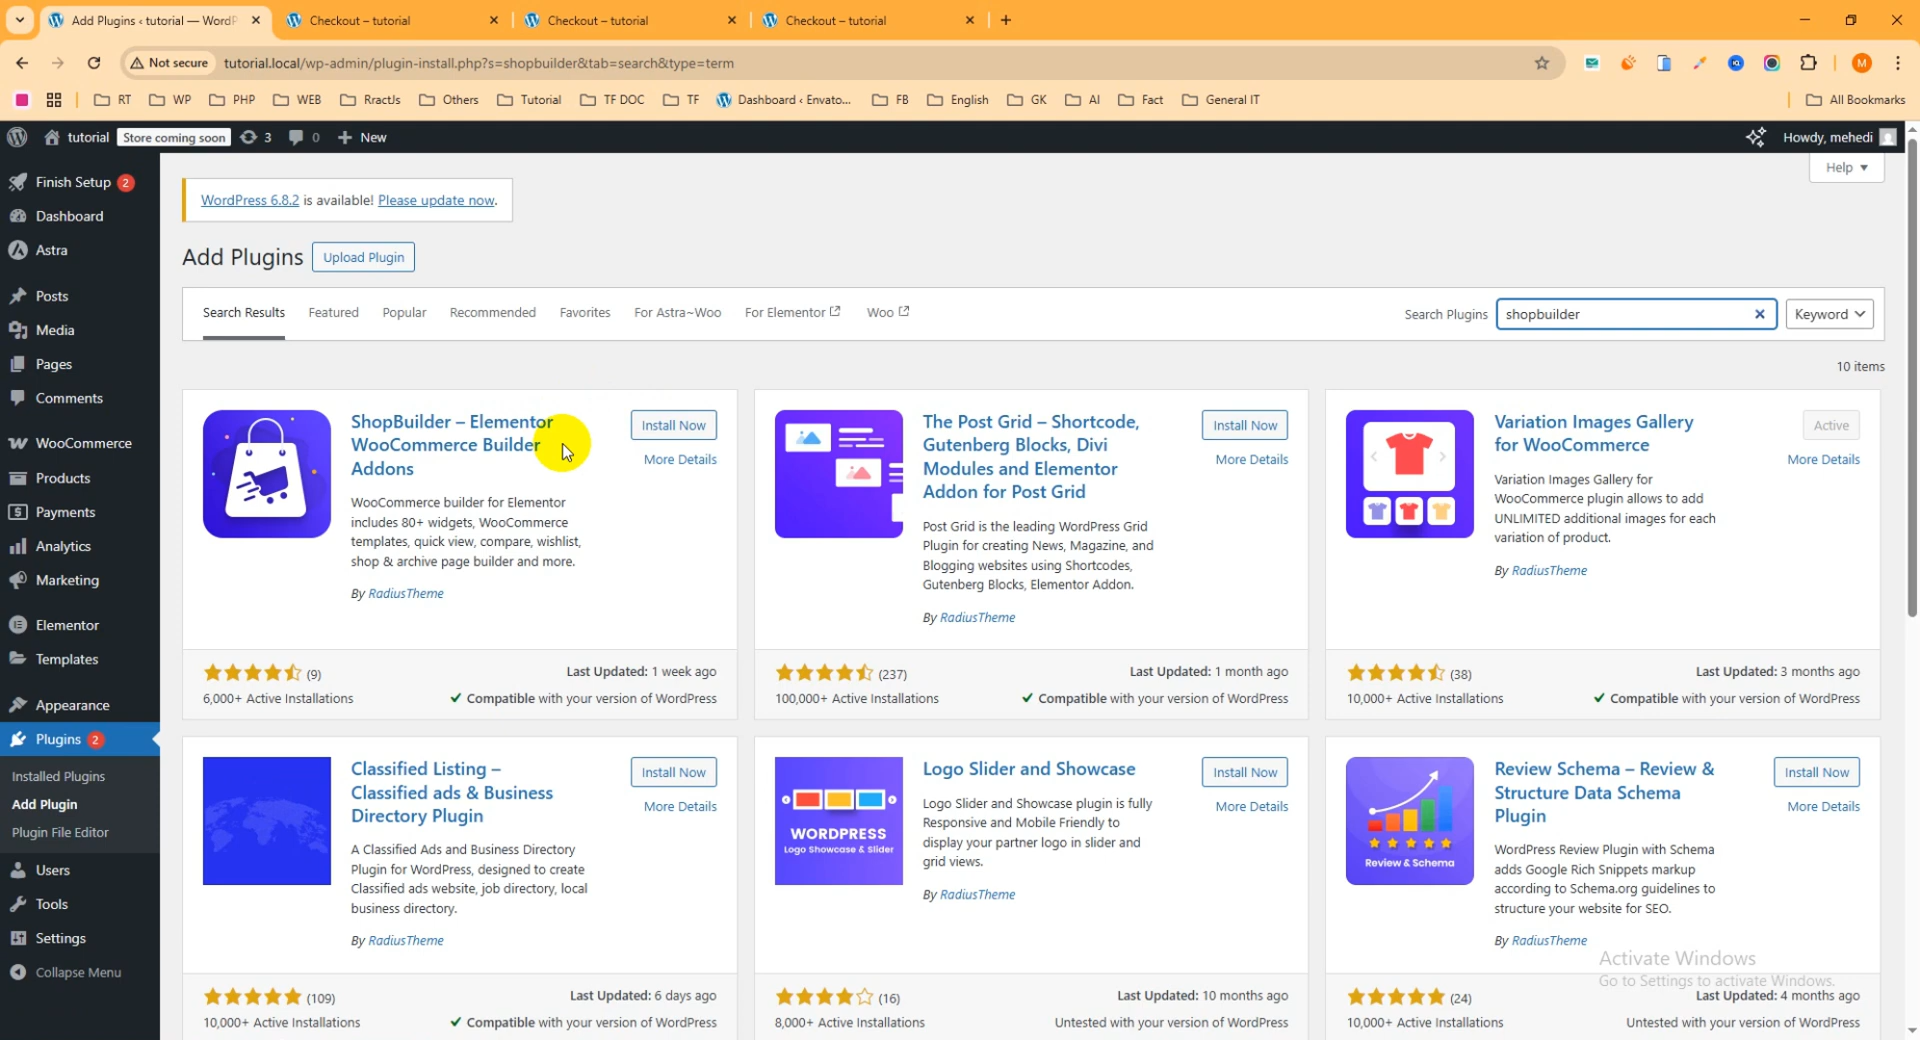 Add Plugins ‹ tutorial — WordP
Checkout – tutorial
Checkout – tutorial
Checkout – tutorial
Not secure
tutorial.local/wp-admin/plugin-install.php?s=shopbuilder&tab=search&type=term
M
RT
WP
PHP
WEB
RractJs
Others
Tutorial
TF DOC
TF
Dashboard ‹ Envato...
FB
English
GK
AI
Fact
General IT
All Bookmarks
tutorial
Store coming soon
3
0
New
Howdy, mehedi
Help
Finish Setup 2
Dashboard
Astra
Posts
Media
Pages
Comments
WooCommerce
Products
Payments
Analytics
Marketing
Elementor
Templates
Appearance
Plugins 2
Installed Plugins
Add Plugin
Plugin File Editor
Users
Tools
Settings
Collapse Menu
WordPress 6.8.2 is available! Please update now.
Add Plugins
Upload Plugin
Search Results
Featured
Popular
Recommended
Favorites
For Astra~Woo
For Elementor
Woo
Search Plugins
shopbuilder
Keyword
10 items
ShopBuilder – Elementor
WooCommerce Builder
Addons
Install Now
More Details
WooCommerce builder for Elementor
includes 80+ widgets, WooCommerce
templates, quick view, compare, wishlist,
shop & archive page builder and more.
By RadiusTheme
(9)
Last Updated: 1 week ago
6,000+ Active Installations
Compatible with your version of WordPress
The Post Grid – Shortcode,
Gutenberg Blocks, Divi
Modules and Elementor
Addon for Post Grid
Install Now
More Details
Post Grid is the leading WordPress Grid
Plugin for creating News, Magazine, and
Blogging websites using Shortcodes,
Gutenberg Blocks, Elementor Addon.
By RadiusTheme
(237)
Last Updated: 1 month ago
100,000+ Active Installations
Compatible with your version of WordPress
Variation Images Gallery
for WooCommerce
Active
More Details
Variation Images Gallery for
WooCommerce plugin allows to add
UNLIMITED additional images for each
variation of product.
By RadiusTheme
(38)
Last Updated: 3 months ago
10,000+ Active Installations
Compatible with your version of WordPress
Classified Listing –
Classified ads & Business
Directory Plugin
Install Now
More Details
A Classified Ads and Business Directory
Plugin for WordPress, designed to create
Classified ads website, job directory, local
business directory.
By RadiusTheme
(109)
Last Updated: 6 days ago
10,000+ Active Installations
Compatible with your version of WordPress
WORDPRESS
Logo Showcase & Slider
Logo Slider and Showcase
Install Now
More Details
Logo Slider and Showcase plugin is fully
Responsive and Mobile Friendly to
display your partner logo in slider and
grid views.
By RadiusTheme
(16)
Last Updated: 10 months ago
8,000+ Active Installations
Untested with your version of WordPress
Review & Schema
Review Schema – Review &
Structure Data Schema
Plugin
Install Now
More Details
WordPress Review Plugin with Schema
adds Google Rich Snippets markup
according to Schema.org guidelines to
structure your website for SEO.
By RadiusTheme
(24)
Last Updated: 4 months ago
10,000+ Active Installations
Untested with your version of WordPress
Activate Windows
Go to Settings to activate Windows.